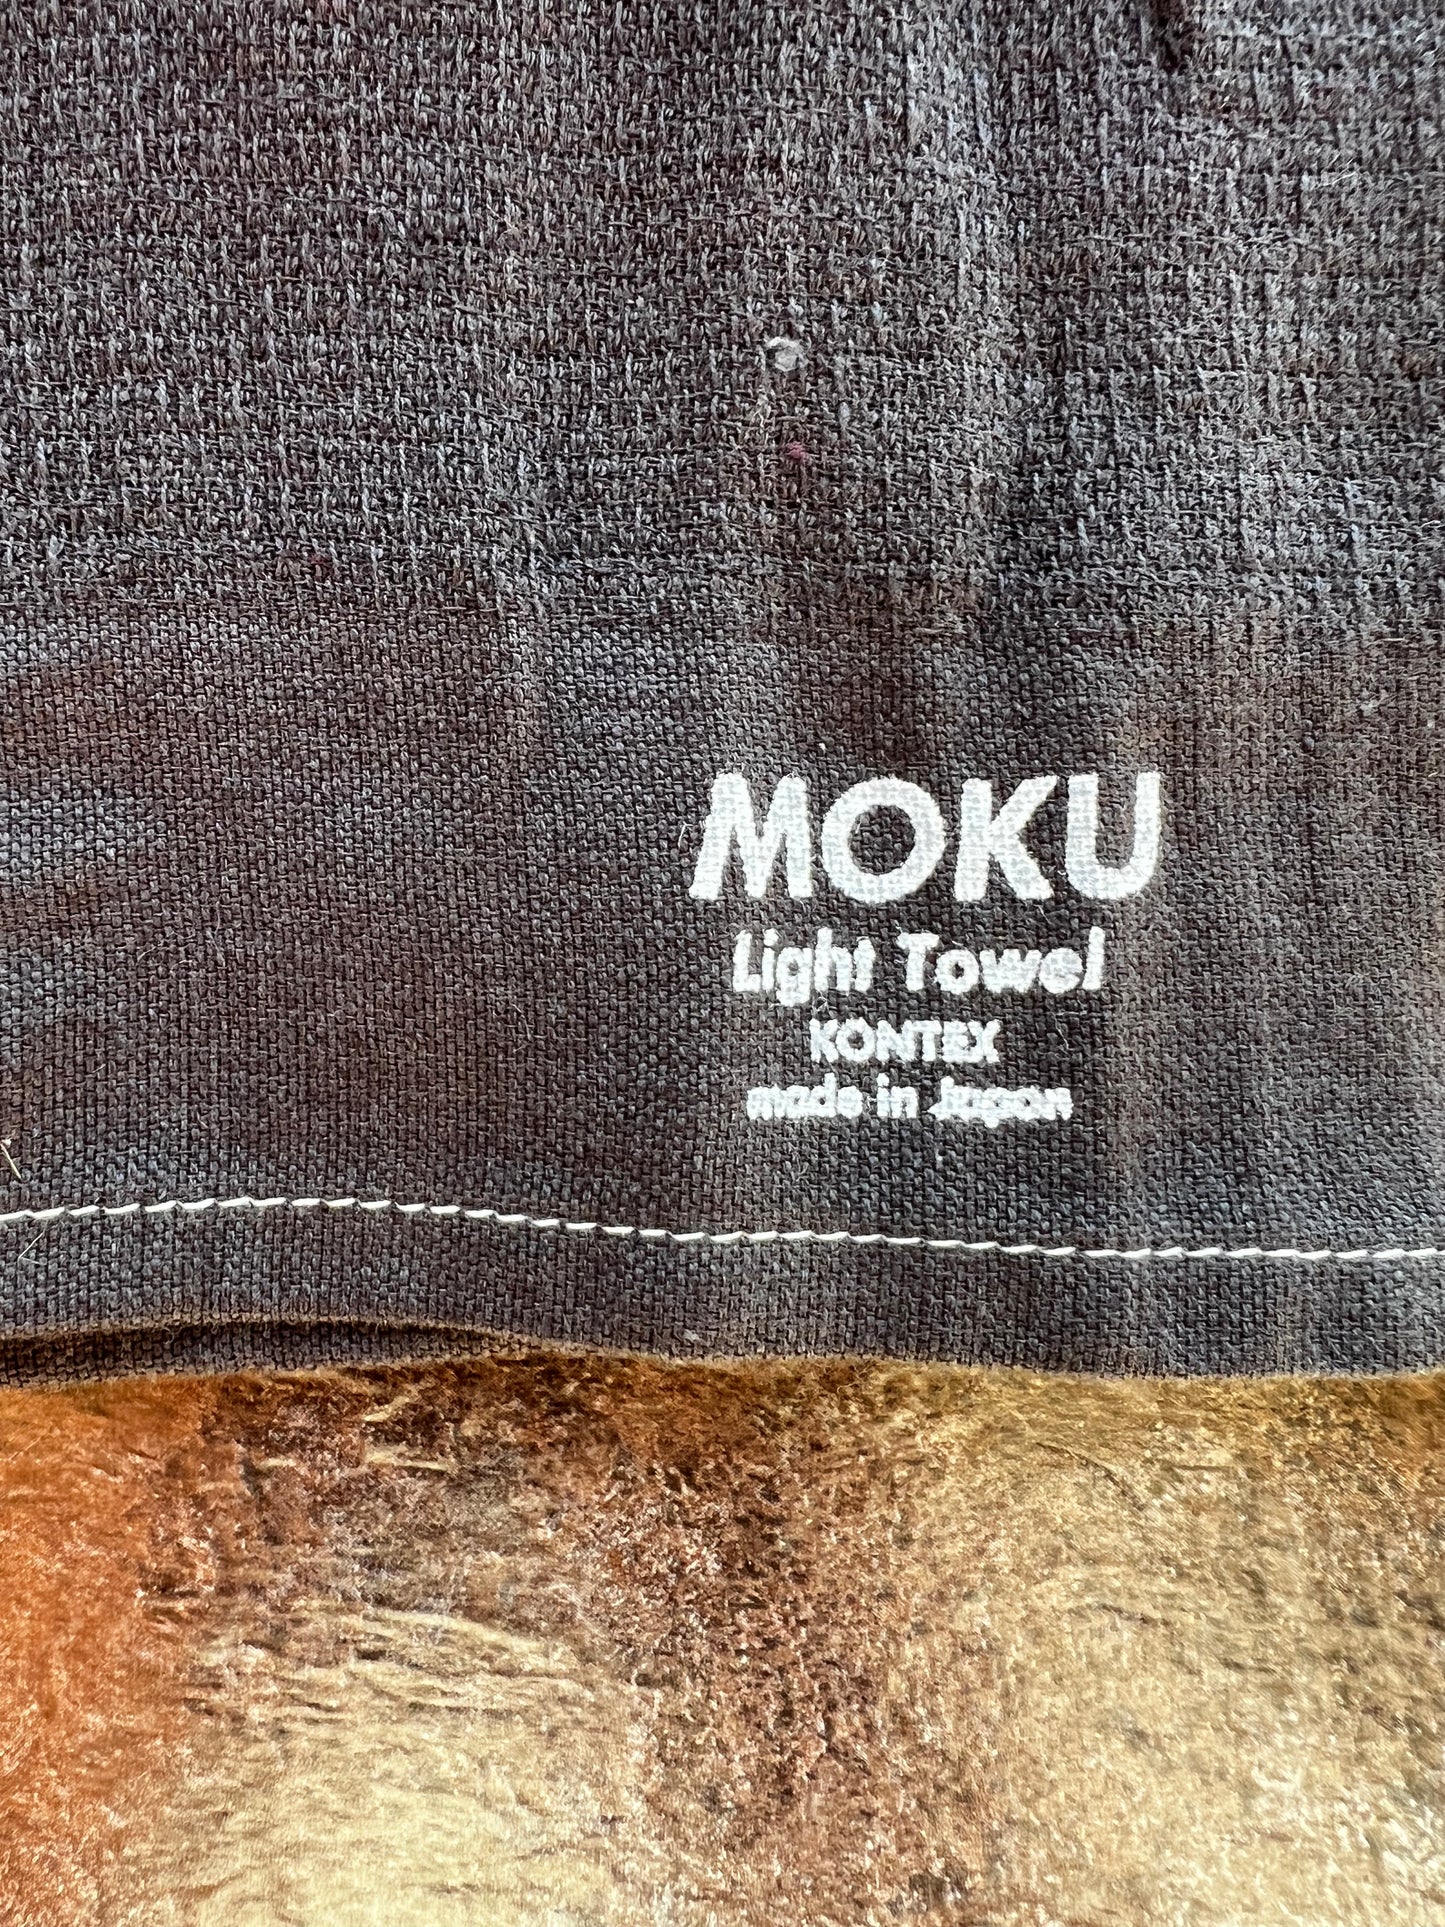 MOKU
Light Towel
KONTEX
made in Japan